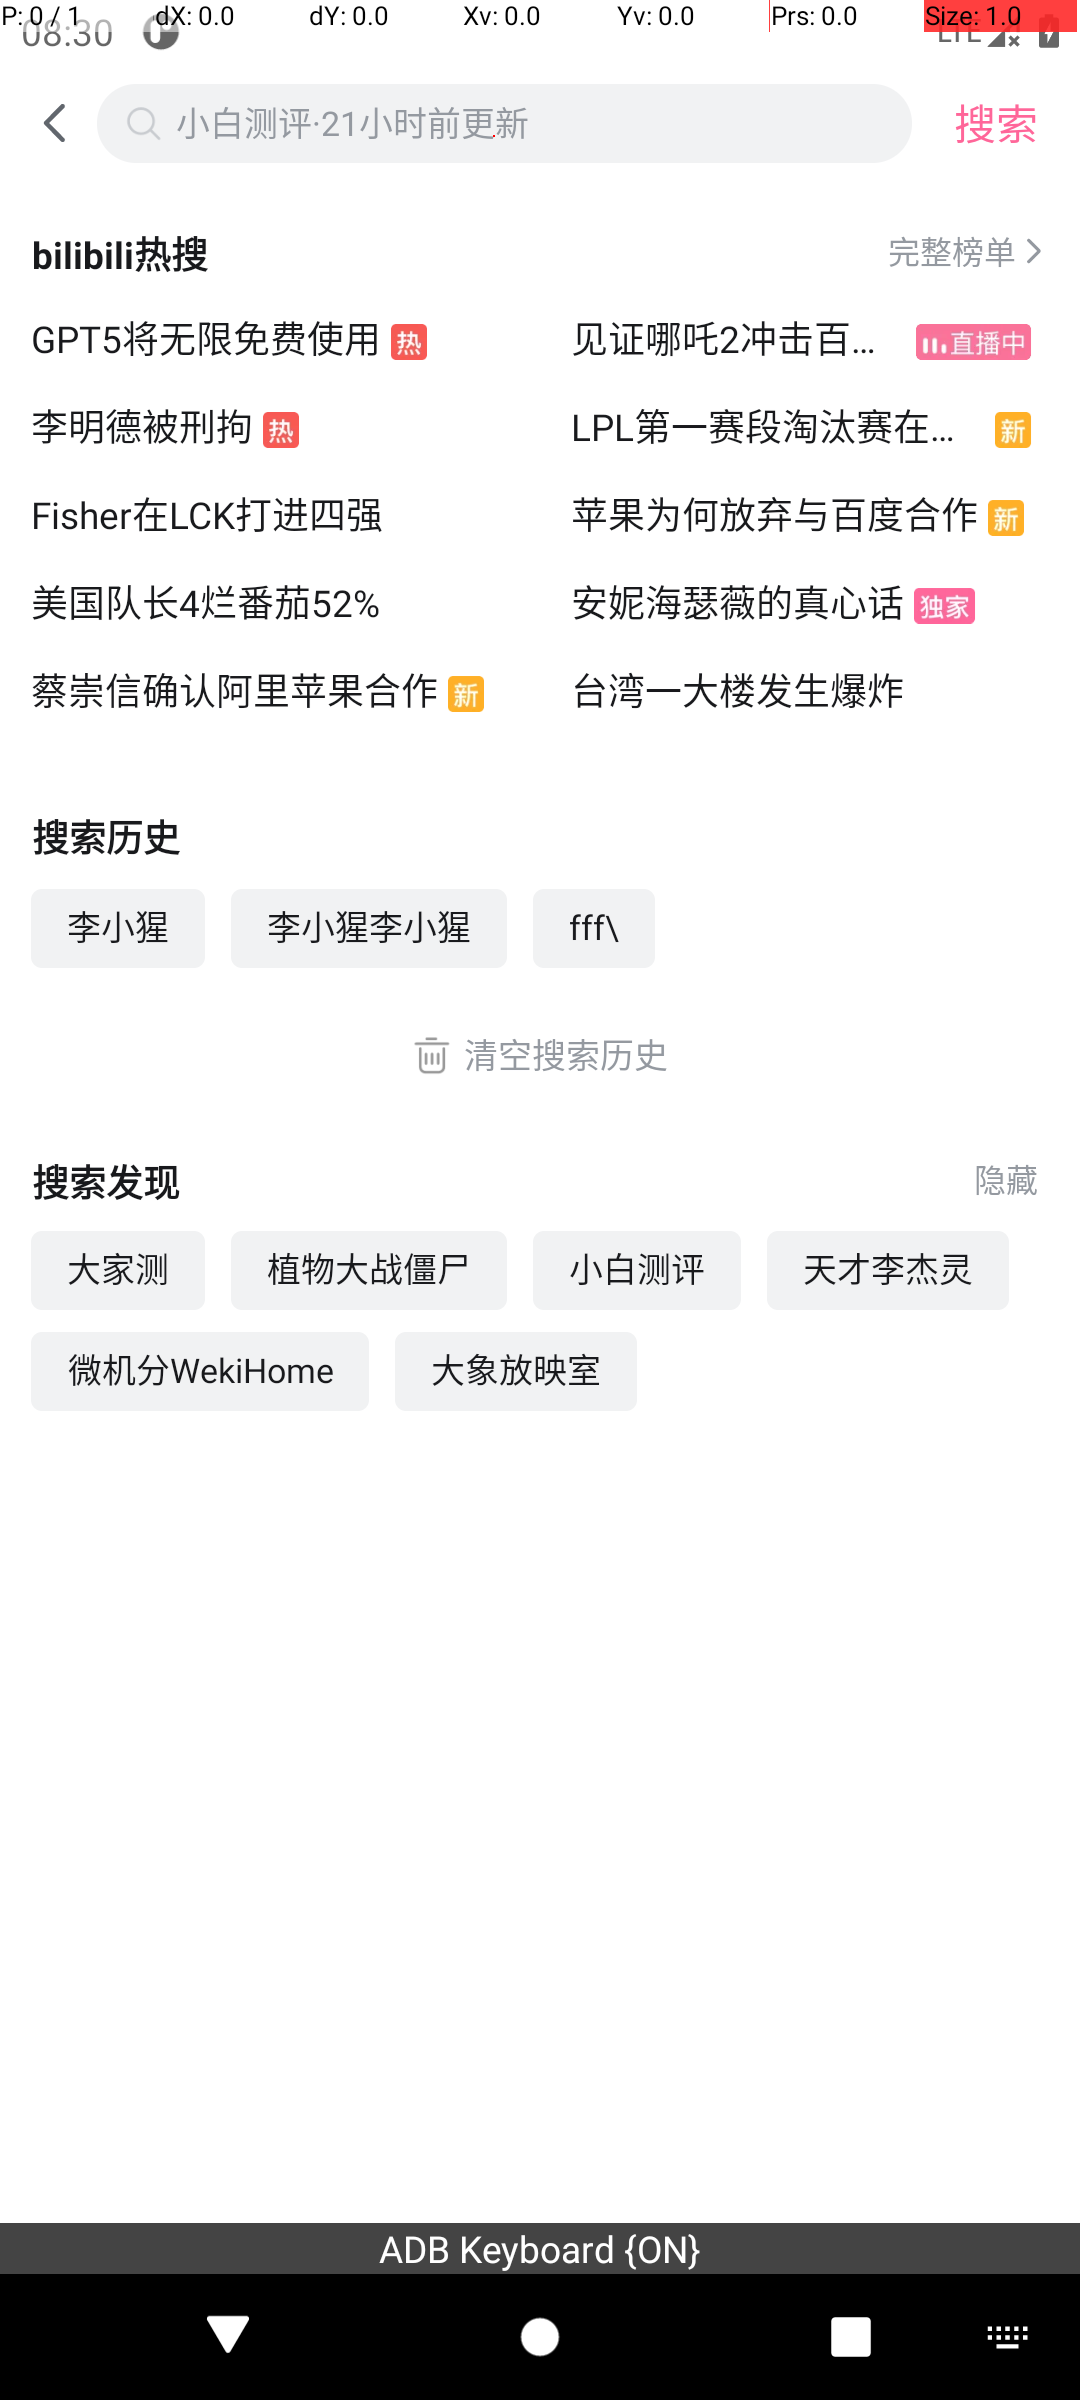 P: 0 / 1 dX: 0.0 dY: 0.0 Xv: 0.0 Yv: 0.0 Prs: 0.0 Size: 1.0
08:30 LTE
小白测评·21小时前更新 搜索
bilibili热搜 完整榜单
GPT5将无限免费使用 热 见证哪吒2冲击百... 直播中
李明德被刑拘 热 LPL第一赛段淘汰赛在... 新
Fisher在LCK打进四强 苹果为何放弃与百度合作 新
美国队长4烂番茄52% 安妮海瑟薇的真心话 独家
蔡崇信确认阿里苹果合作 新 台湾一大楼发生爆炸
搜索历史
李小猩 李小猩李小猩 fff\
清空搜索历史
搜索发现 隐藏
大家测 植物大战僵尸 小白测评 天才李杰灵
微机分WekiHome 大象放映室
ADB Keyboard {ON}